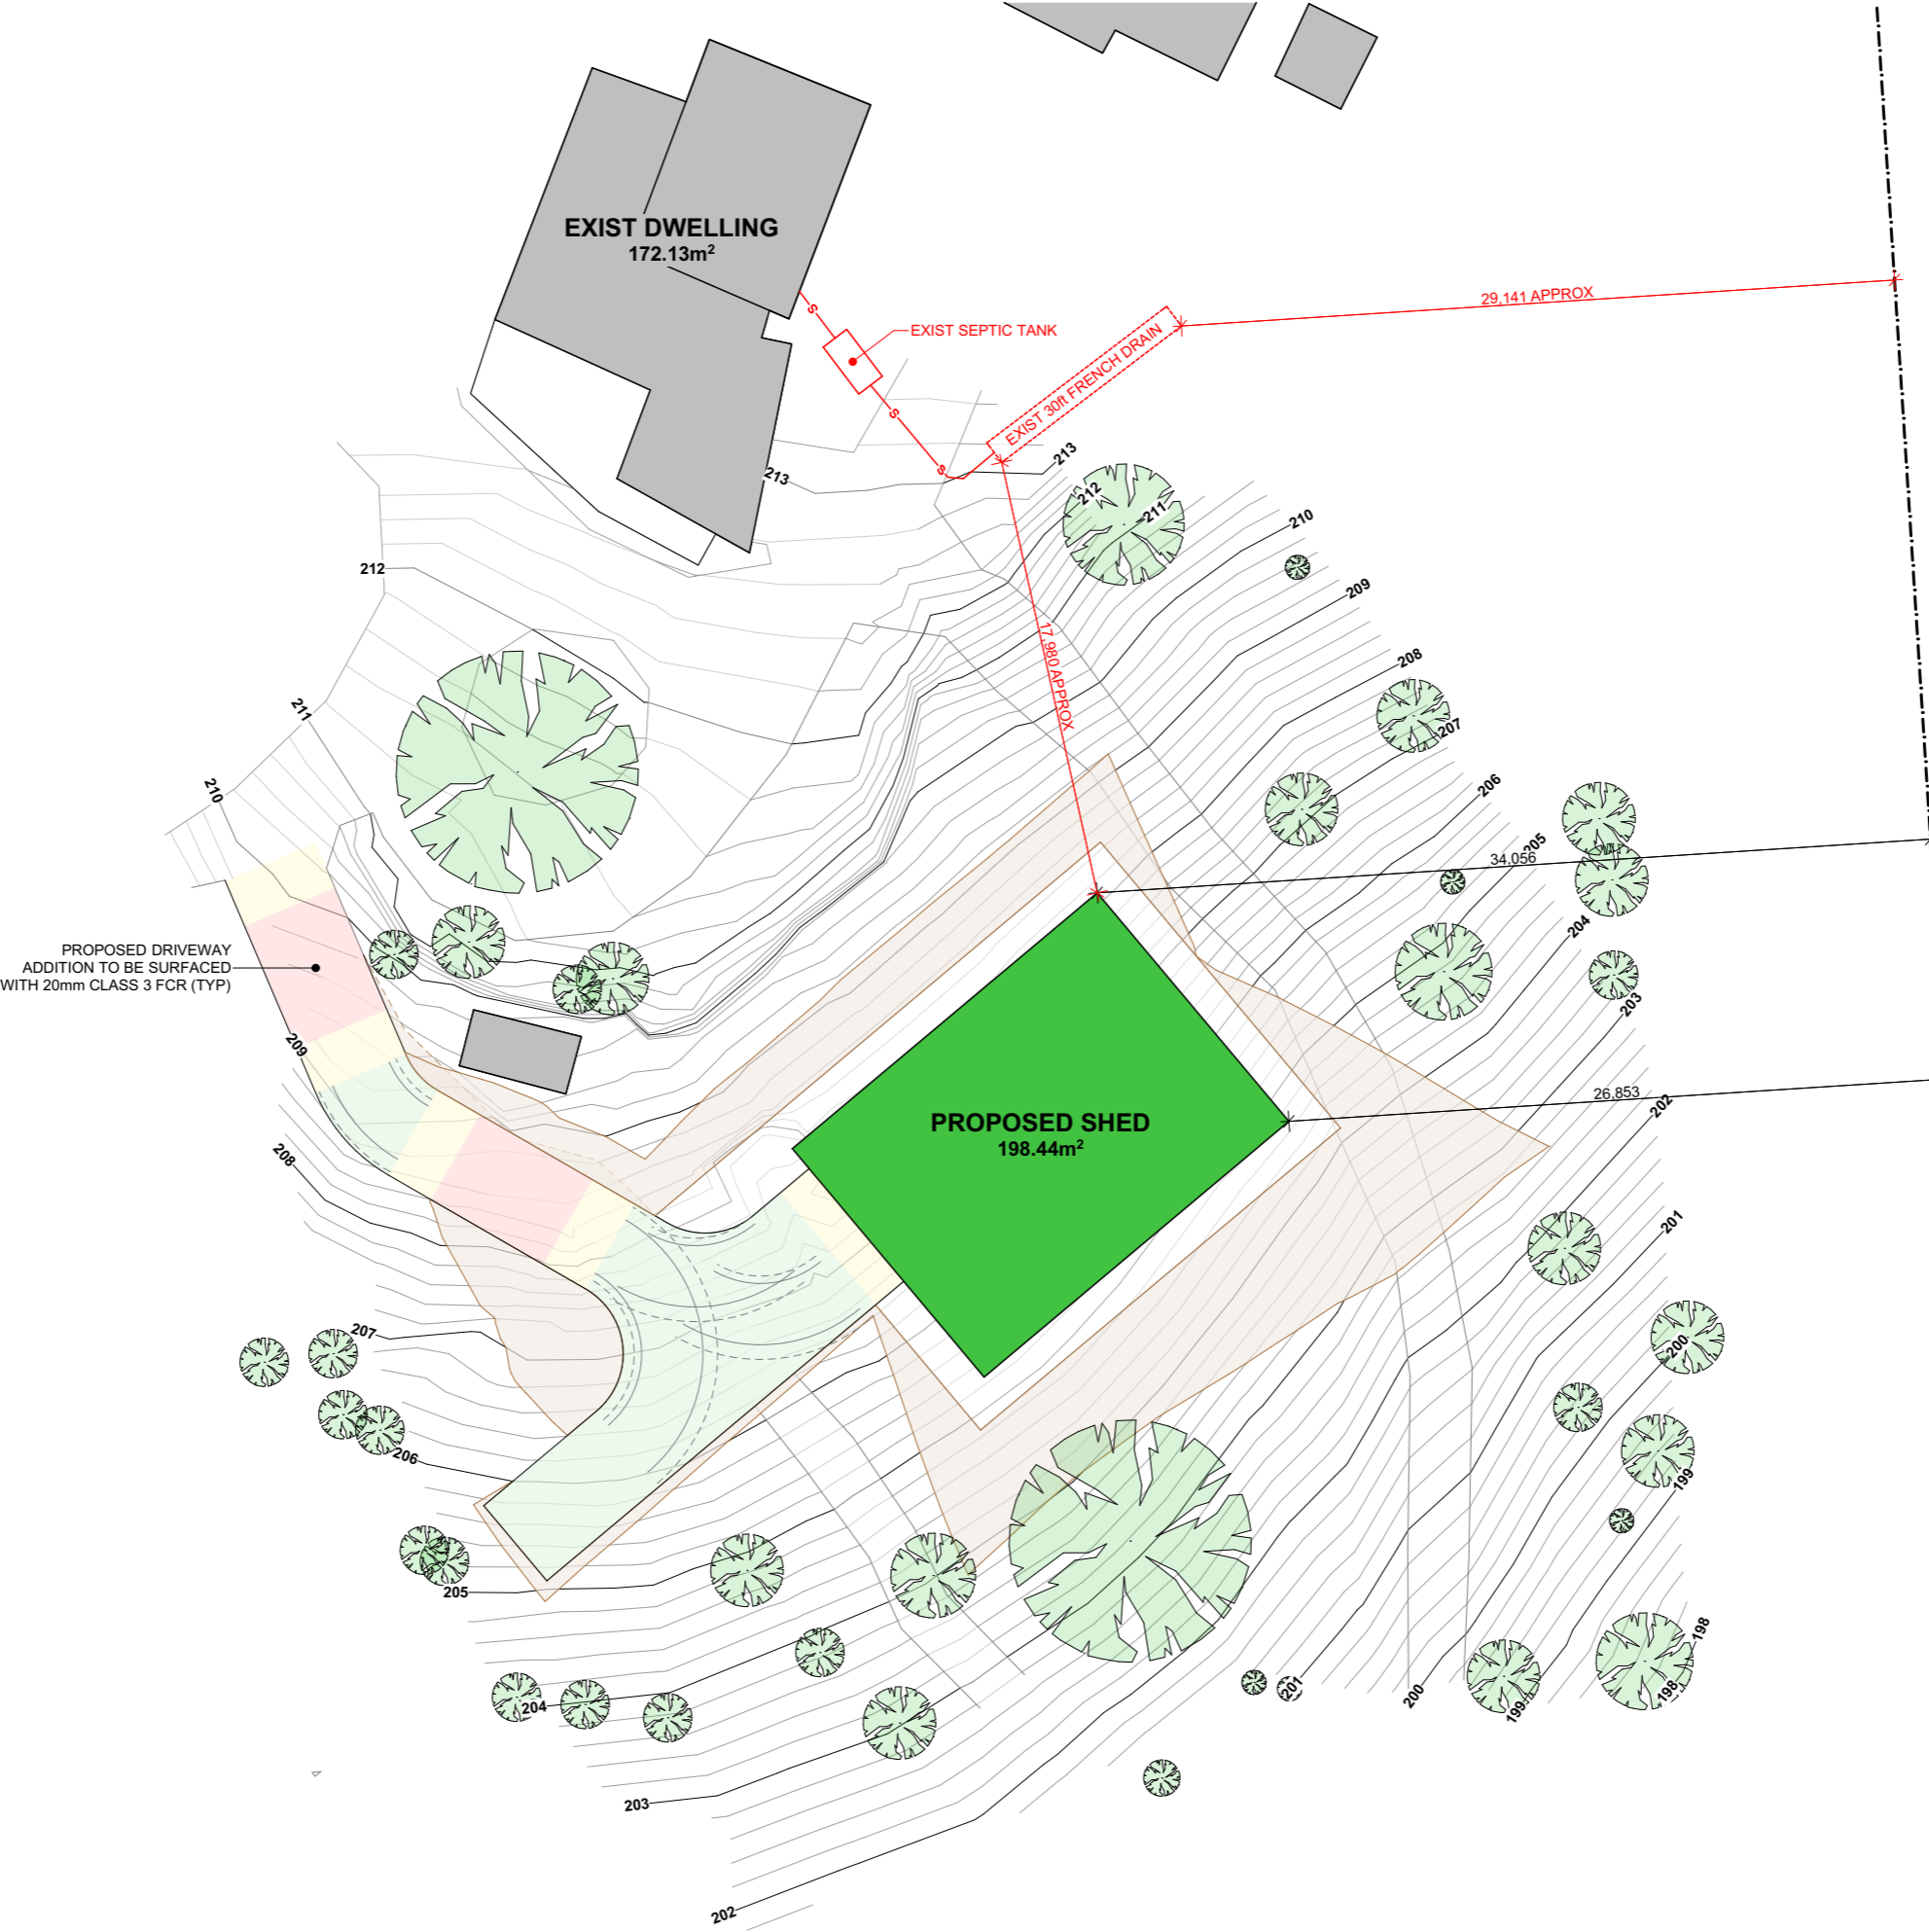 EXIST DWELLING
172.13m²
S
EXIST SEPTIC TANK
S
S
EXIST 30ft FRENCH DRAIN
29,141 APPROX
213
213
212
211
210
212
209
17,980 APPROX
208
211
207
210
206
205
34,056
204
PROPOSED DRIVEWAY
ADDITION TO BE SURFACED
WITH 20mm CLASS 3 FCR (TYP)
203
209
26,853
202
PROPOSED SHED
198.44m²
208
201
207
200
206
199
205
198
204
201
200
199
198
203
202